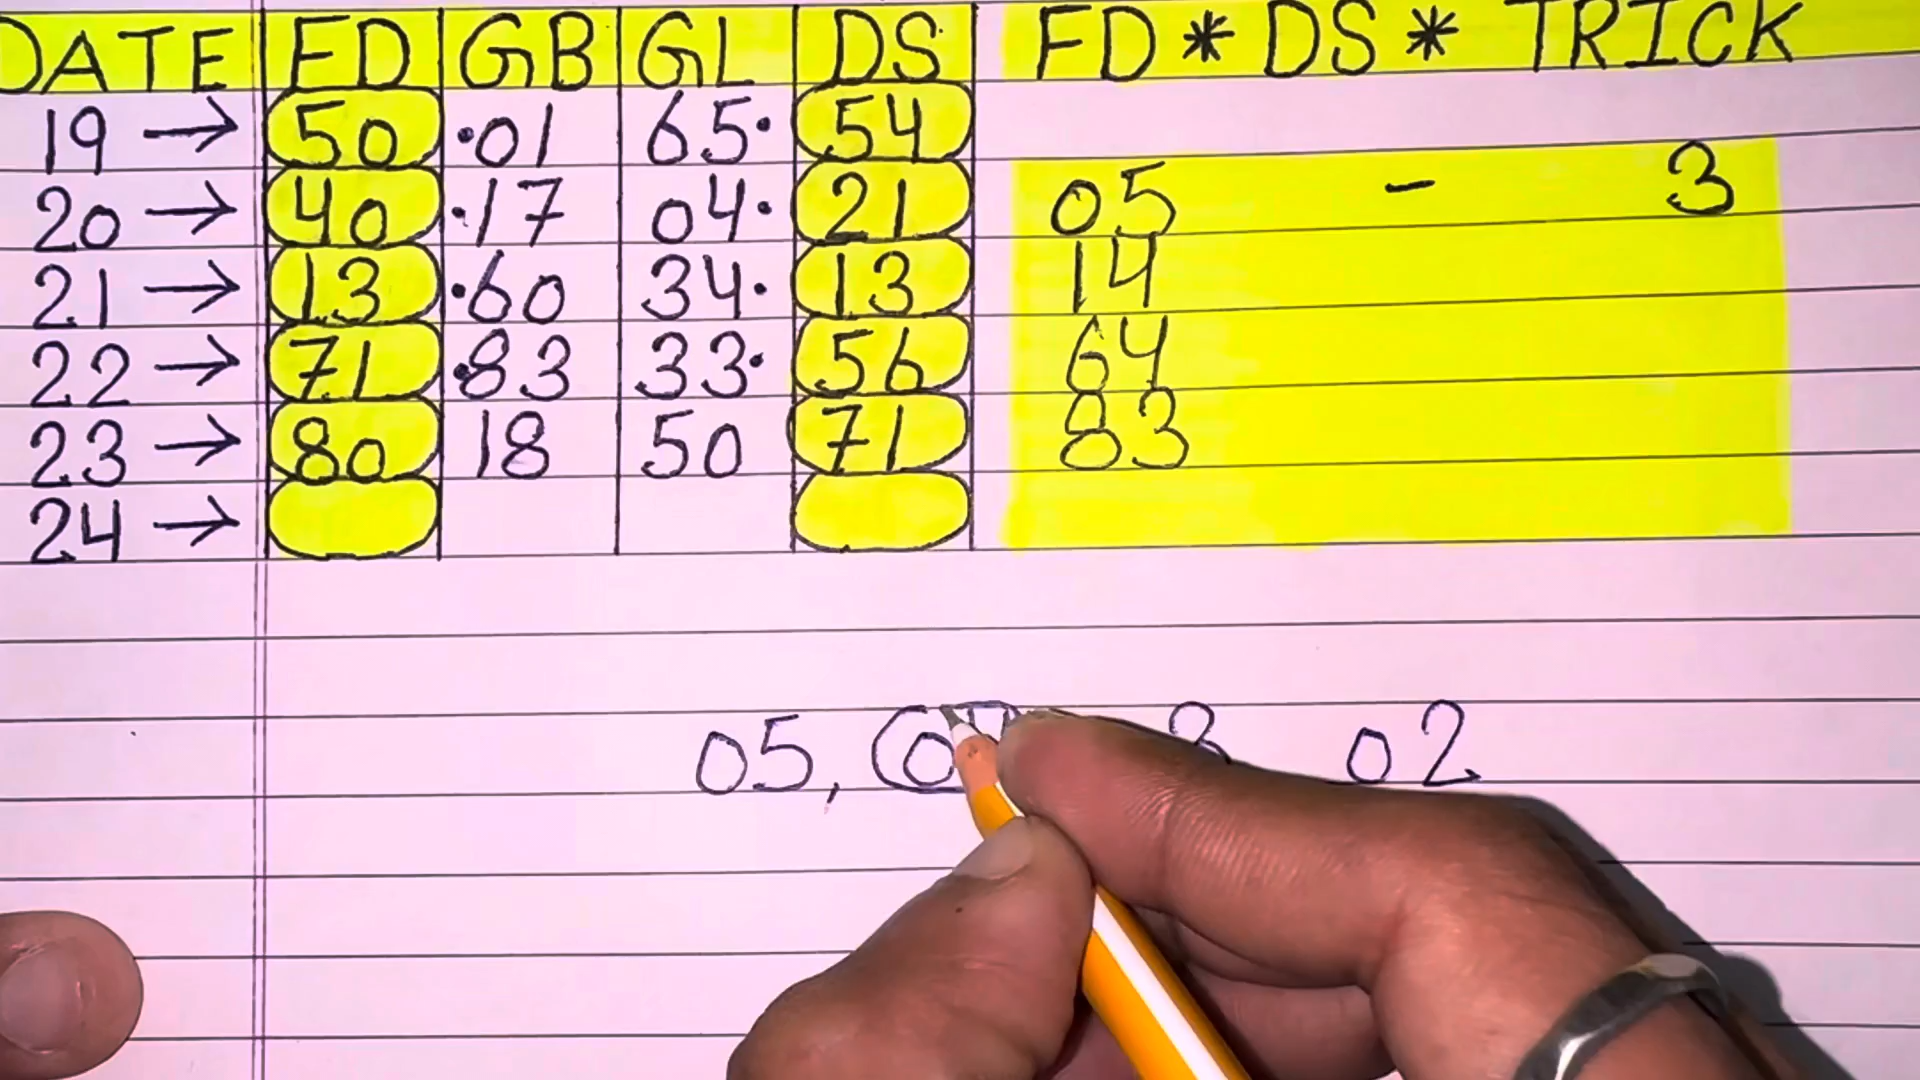 DATE FD GB GL DS FD * DS * TRICK
19 → 50 .01 65. 54
20 → 40 .17 04. 21 05 - 3
21 → 13 .60 34. 13 14
22 → 71 .83 33. 56 64
23 → 80 18 50 71 83
24 →
05, 02